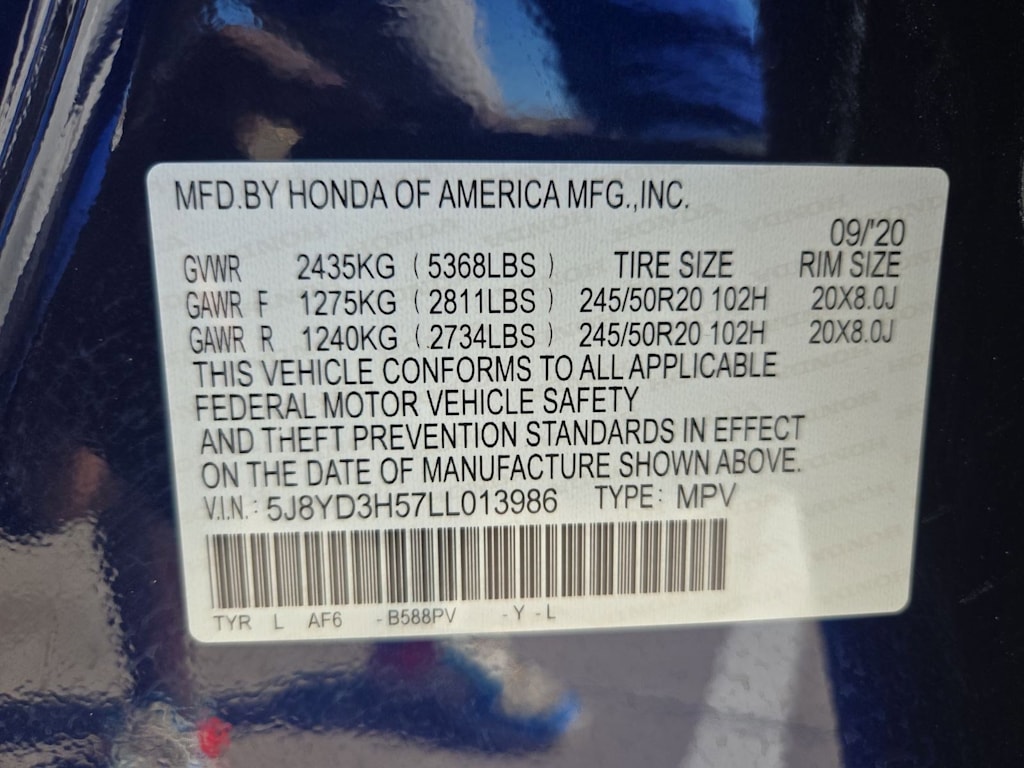 MFD.BY HONDA OF AMERICA MFG.,INC.
09/'20
GVWR 2435KG ( 5368LBS ) TIRE SIZE RIM SIZE
GAWR F 1275KG ( 2811LBS ) 245/50R20 102H 20X8.0J
GAWR R 1240KG ( 2734LBS ) 245/50R20 102H 20X8.0J
THIS VEHICLE CONFORMS TO ALL APPLICABLE
FEDERAL MOTOR VEHICLE SAFETY
AND THEFT PREVENTION STANDARDS IN EFFECT
ON THE DATE OF MANUFACTURE SHOWN ABOVE.
V.I.N.: 5J8YD3H57LL013986 TYPE: MPV
TYR L AF6 -B588PV -Y-L